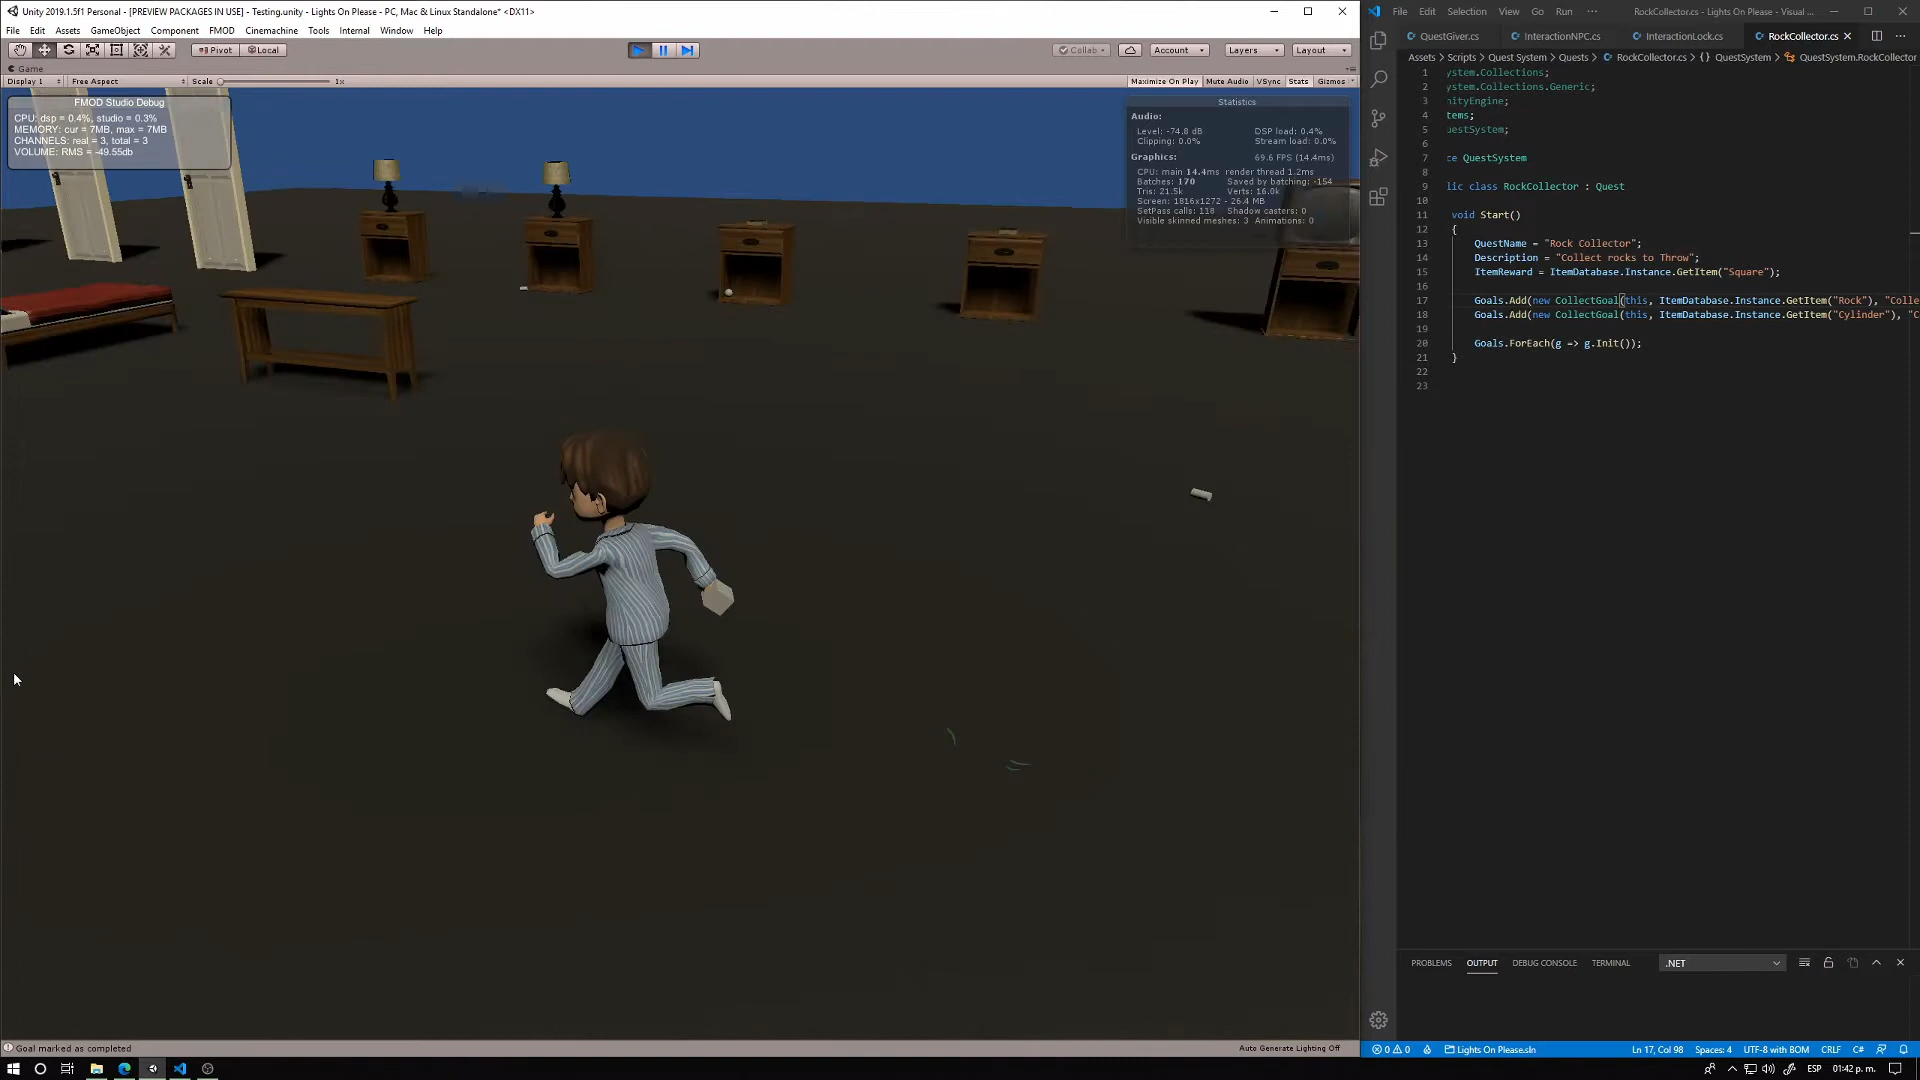 Unity 2019.1.5f1 Personal - [PREVIEW PACKAGES IN USE] - Testing.unity - Lights On Please - PC, Mac & Linux Standalone* <DX11>
File Edit Assets GameObject Component FMOD Cinemachine Tools Internal Window Help
Pivot Local Collab Account Layers Layout
Game
Display 1 Free Aspect Scale 1x Maximize On Play Mute Audio VSync Stats Gizmos
FMOD Studio Debug
CPU: dsp = 0.4%, studio = 0.3%
MEMORY: cur = 7MB, max = 7MB
CHANNELS: real = 3, total = 3
VOLUME: RMS = -49.55db
Statistics
Audio:
Level: -74.8 dB DSP load: 0.4%
Clipping: 0.0% Stream load: 0.0%
Graphics: 69.6 FPS (14.4ms)
CPU: main 14.4ms render thread 1.2ms
Batches: 170 Saved by batching: -154
Tris: 21.5k Verts: 16.0k
Screen: 1816x1272 - 26.4 MB
SetPass calls: 118 Shadow casters: 0
Visible skinned meshes: 3 Animations: 0
Goal marked as completed
Auto Generate Lighting Off
File Edit Selection View Go Run ... RockCollector.cs - Lights On Please - Visual ...
QuestGiver.cs InteractionNPC.cs InteractionLock.cs RockCollector.cs
Assets > Scripts > Quest System > Quests > RockCollector.cs > {} QuestSystem > QuestSystem.RockCollector
1 ystem.Collections;
2 ystem.Collections.Generic;
3 nityEngine;
4 tems;
5 uestSystem;
6
7 ce QuestSystem
8
9 lic class RockCollector : Quest
10
11 void Start()
12 {
13 QuestName = "Rock Collector";
14 Description = "Collect rocks to Throw";
15 ItemReward = ItemDatabase.Instance.GetItem("Square");
16
17 Goals.Add(new CollectGoal(this, ItemDatabase.Instance.GetItem("Rock"), "Colle
18 Goals.Add(new CollectGoal(this, ItemDatabase.Instance.GetItem("Cylinder"), "C
19
20 Goals.ForEach(g => g.Init());
21 }
22
23
PROBLEMS OUTPUT DEBUG CONSOLE TERMINAL .NET
0 0 Lights On Please.sln Ln 17, Col 98 Spaces: 4 UTF-8 with BOM CRLF C#
ESP 01:42 p. m.